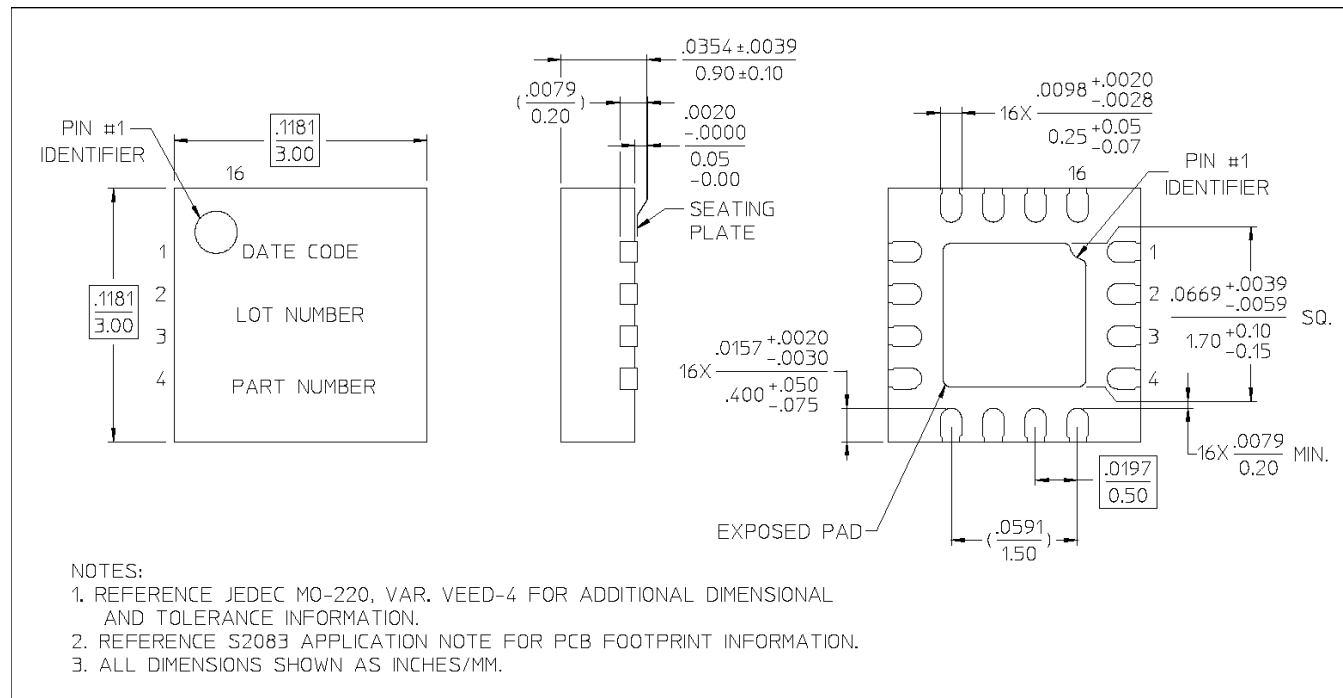 PIN #1
IDENTIFIER
.1181
3.00
16
.1181
3.00
1
2
3
4
DATE CODE
LOT NUMBER
PART NUMBER
.0354 ±.0039
0.90 ±0.10
( .0079
0.20 )
.0020
-.0000
0.05
-0.00
SEATING
PLATE
16X .0098 +.0020
-.0028
0.25 +0.05
-0.07
16
PIN #1
IDENTIFIER
1
2
3
4
.0669 +.0039
-.0059
1.70 +0.10
-0.15
SQ.
16X .0157 +.0020
-.0030
.400 +.050
-.075
16X .0079
0.20 MIN.
.0197
0.50
EXPOSED PAD
( .0591
1.50 )
NOTES:
1. REFERENCE JEDEC MO-220, VAR. VEED-4 FOR ADDITIONAL DIMENSIONAL
AND TOLERANCE INFORMATION.
2. REFERENCE S2083 APPLICATION NOTE FOR PCB FOOTPRINT INFORMATION.
3. ALL DIMENSIONS SHOWN AS INCHES/MM.